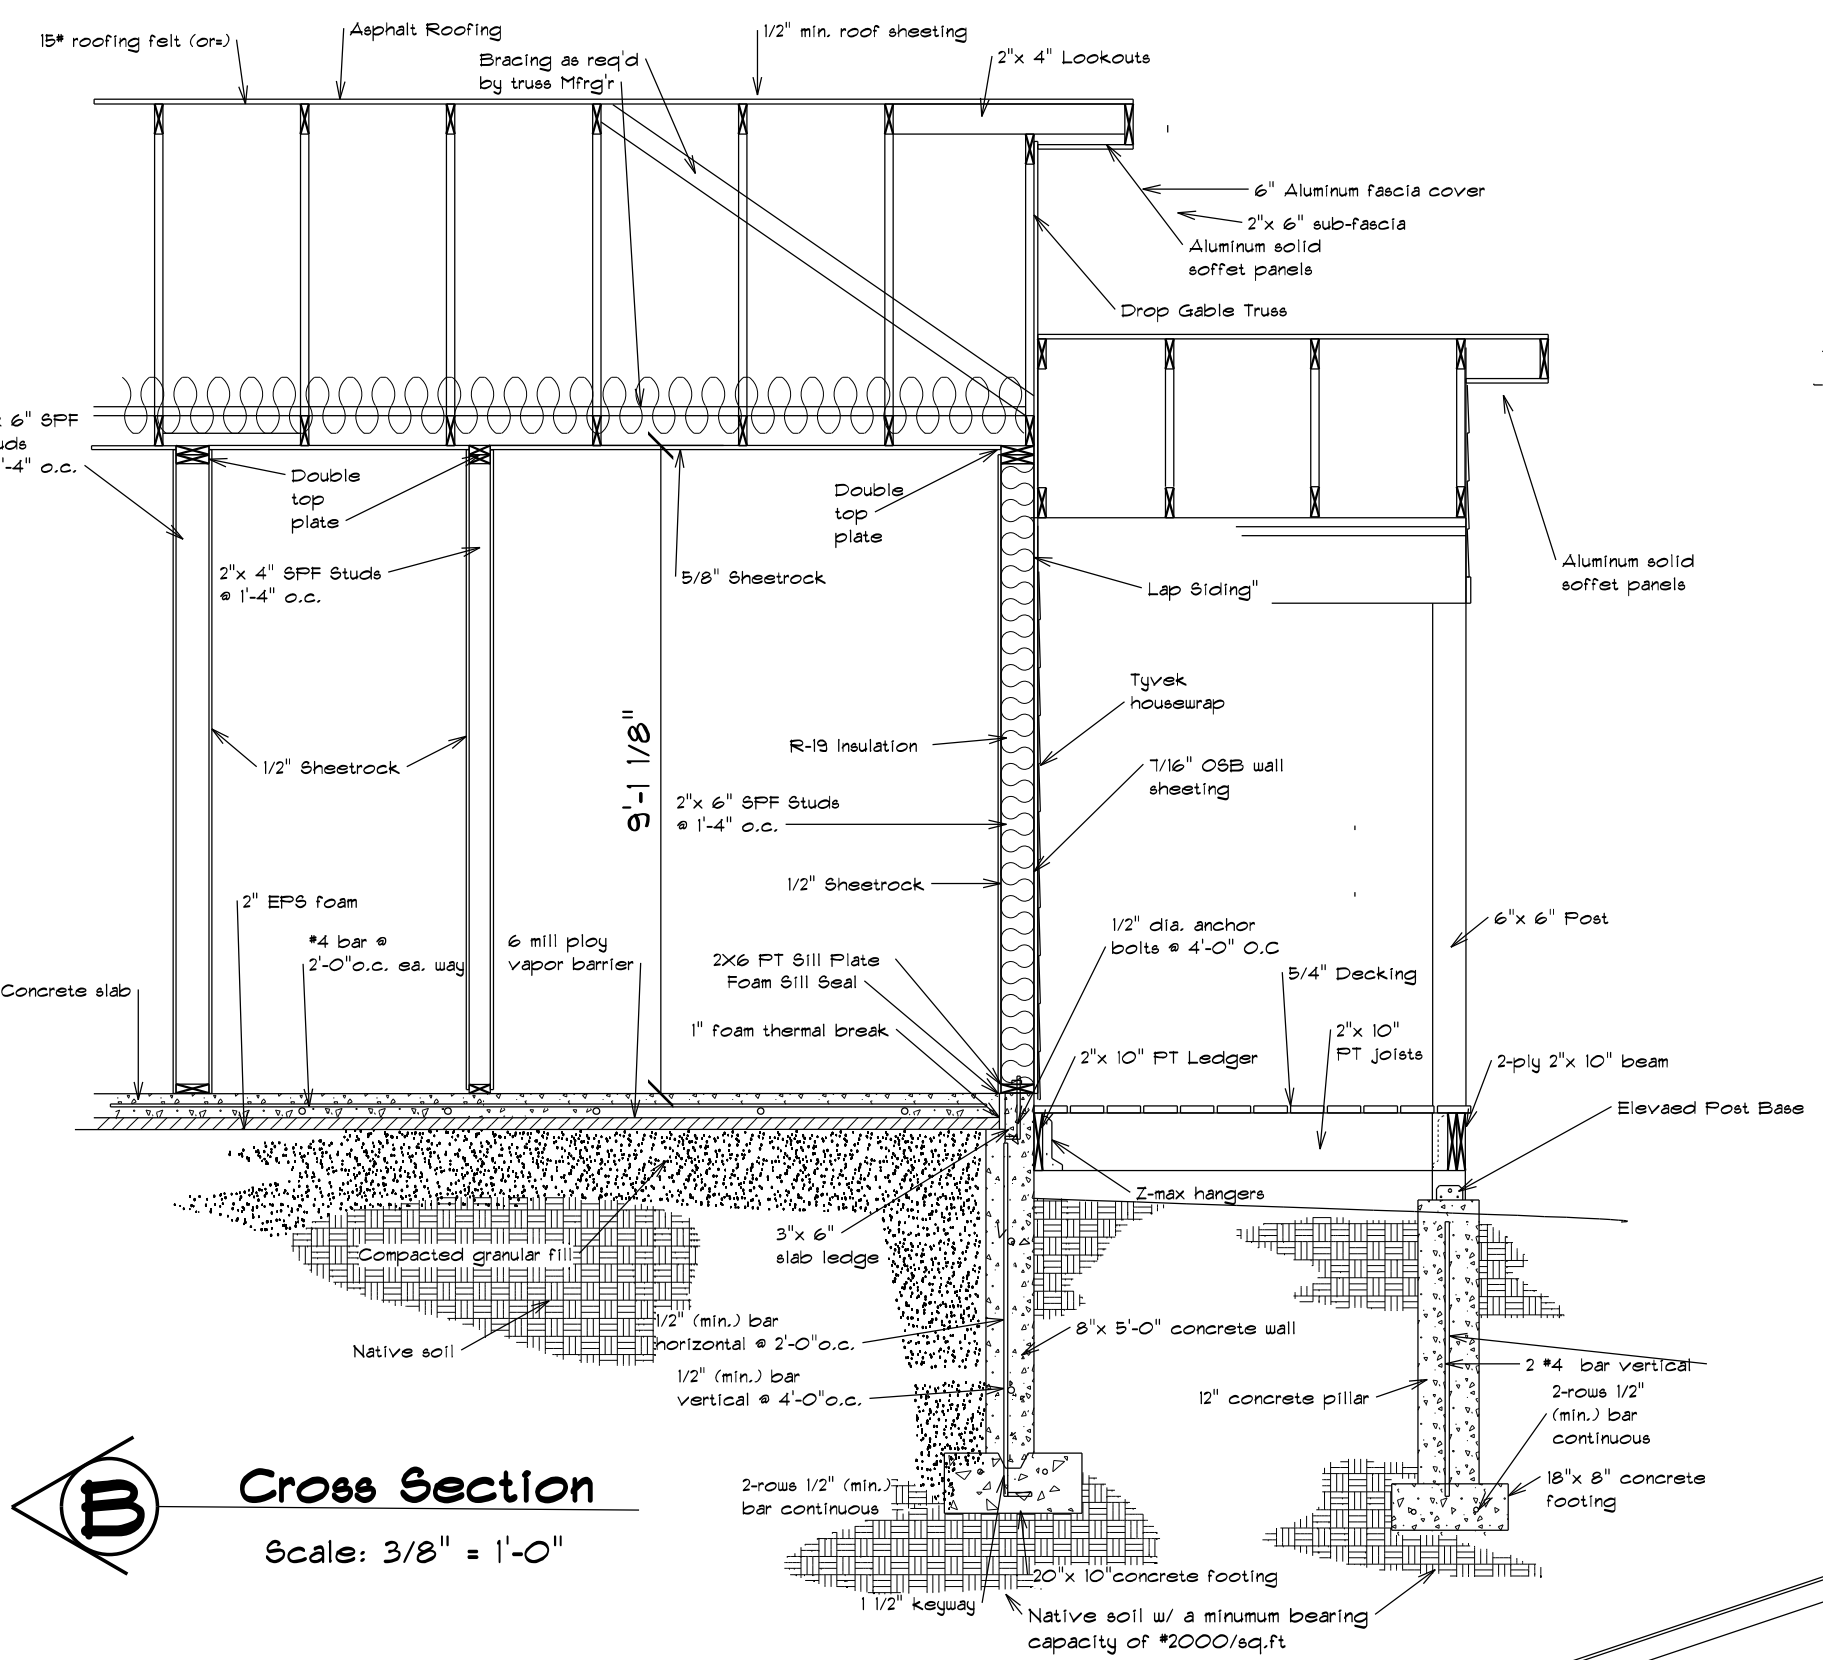 15# roofing felt (or=)
Asphalt Roofing
Bracing as req'd
by truss Mfrg'r
1/2" min. roof sheeting
2"x 4" Lookouts
6" Aluminum fascia cover
2"x 6" sub-fascia
Aluminum solid
soffet panels
Drop Gable Truss
x 6" SPF
uds
'-4" o.c.
Double
top
plate
Double
top
plate
2"x 4" SPF Studs
@ 1'-4" o.c.
5/8" Sheetrock
Lap Siding"
Aluminum solid
soffet panels
Tyvek
housewrap
1/2" Sheetrock
9'-1 1/8"
R-19 Insulation
7/16" OSB wall
sheeting
2"x 6" SPF Studs
@ 1'-4" o.c.
1/2" Sheetrock
2" EPS foam
#4 bar @
2'-0"o.c. ea. way
6 mill ploy
vapor barrier
2X6 PT Sill Plate
Foam Sill Seal
1/2" dia. anchor
bolts @ 4'-0" O.C
6"x 6" Post
5/4" Decking
Concrete slab
1" foam thermal break
2"x 10" PT Ledger
2"x 10"
PT joists
2-ply 2"x 10" beam
Elevaed Post Base
Z-max hangers
3"x 6"
slab ledge
Compacted granular fill
Native soil
1/2" (min.) bar
horizontal @ 2'-0"o.c.
8"x 5'-0" concrete wall
1/2" (min.) bar
vertical @ 4'-0"o.c.
2 #4 bar vertical
12" concrete pillar
2-rows 1/2"
(min.) bar
continuous
2-rows 1/2" (min.)
bar continuous
18"x 8" concrete
footing
20"x 10"concrete footing
1 1/2" keyway
Native soil w/ a minumum bearing
capacity of #2000/sq.ft
B
Cross Section
Scale: 3/8" = 1'-0"